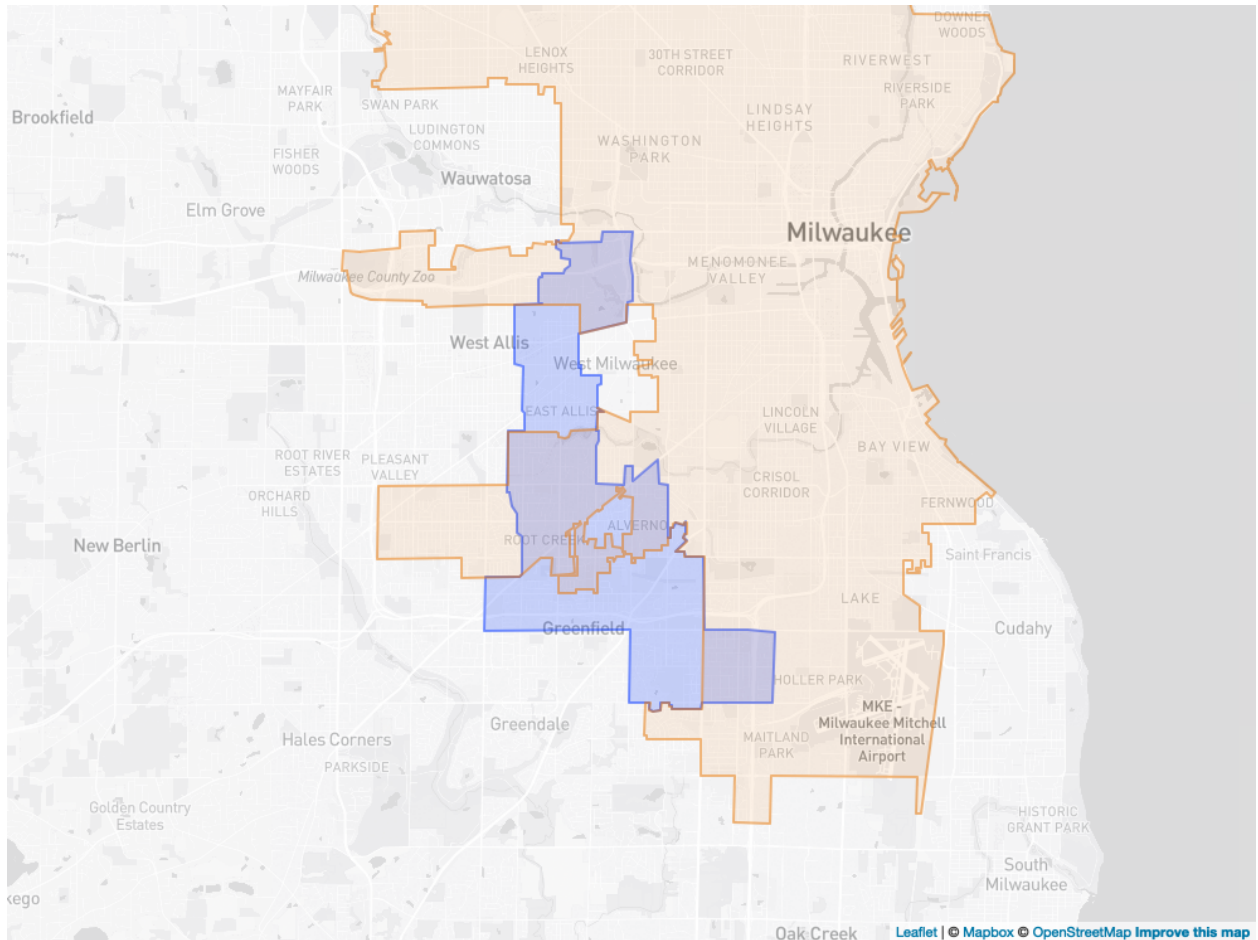 DOWNER
WOODS
LENOX
HEIGHTS
30TH STREET
CORRIDOR
RIVERWEST
MAYFAIR
PARK
SWAN PARK
RIVERSIDE
PARK
Brookfield
LINDSAY
HEIGHTS
LUDINGTON
COMMONS
WASHINGTON
PARK
FISHER
WOODS
Wauwatosa
Elm Grove
Milwaukee
MENOMONEE
VALLEY
Milwaukee County Zoo
West Allis
West Milwaukee
EAST ALLIS
LINCOLN
VILLAGE
BAY VIEW
ROOT RIVER
ESTATES
PLEASANT
VALLEY
CRISOL
CORRIDOR
ORCHARD
HILLS
FERNWOOD
ALVERNO
ROOT CREEK
New Berlin
Saint Francis
LAKE
Greenfield
Cudahy
HOLLER PARK
MKE -
Milwaukee Mitchell
International
Airport
Greendale
Hales Corners
MAITLAND
PARK
PARKSIDE
Golden Country
Estates
HISTORIC
GRANT PARK
South
Milwaukee
kego
Oak Creek
Leaflet | © Mapbox © OpenStreetMap Improve this map